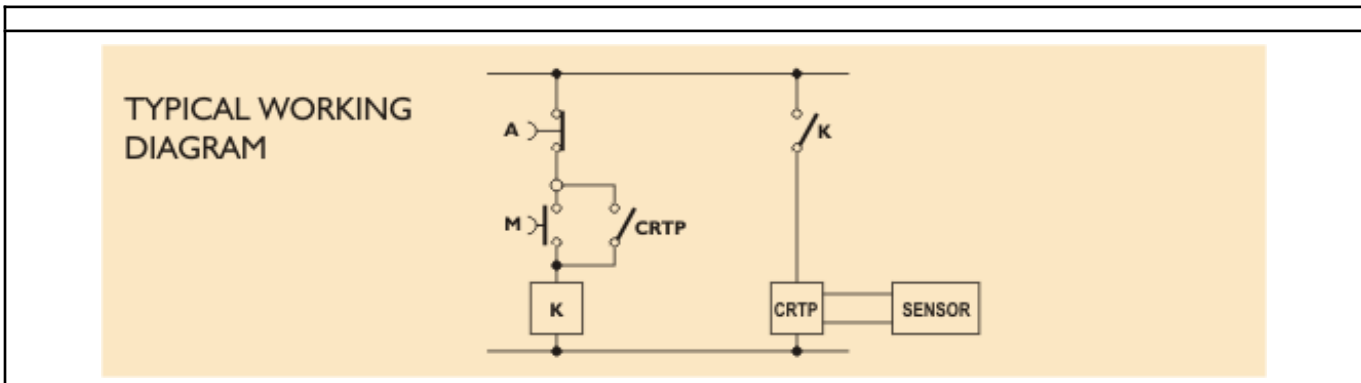 TYPICAL WORKING
DIAGRAM
A
K
M
CRTP
K
CRTP
SENSOR